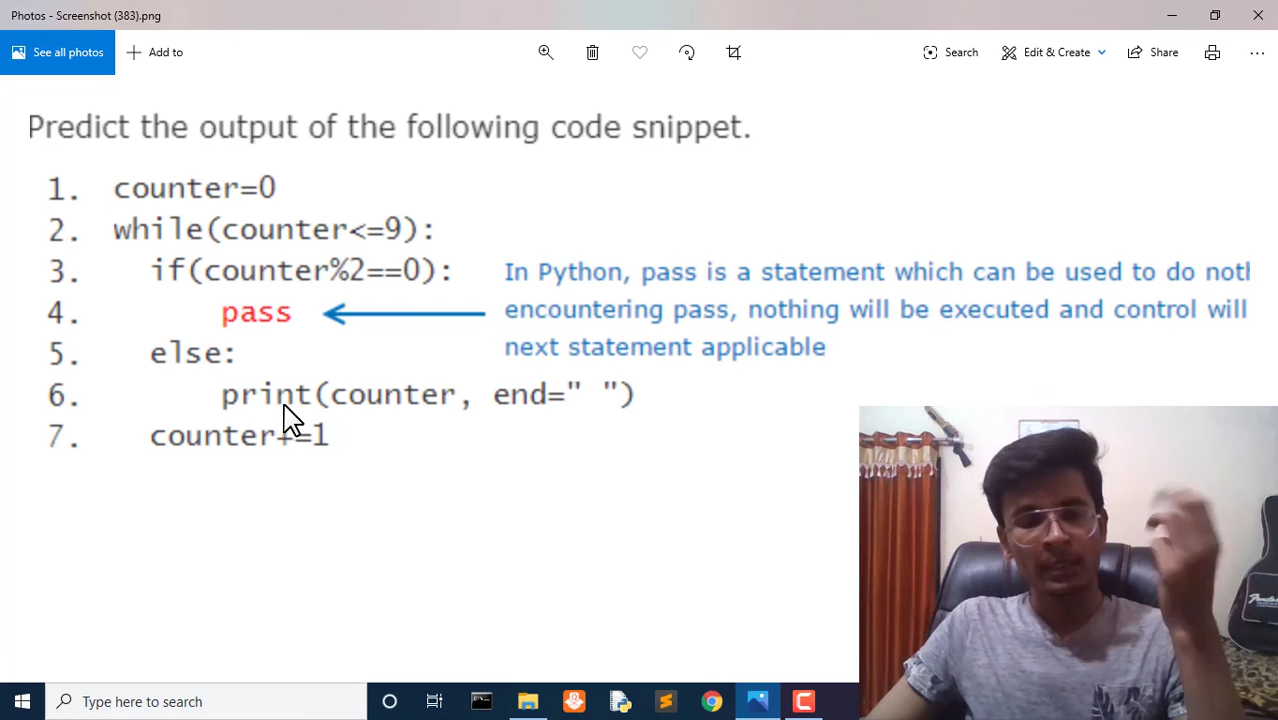 Photos - Screenshot (383).png
See all photos
Add to
Search
Edit & Create
Share
Predict the output of the following code snippet.
1. counter=0
2. while(counter<=9):
3. if(counter%2==0):
4. pass
5. else:
6. print(counter, end=" ")
7. counter+=1
In Python, pass is a statement which can be used to do noth
encountering pass, nothing will be executed and control will
next statement applicable
Fender
Type here to search